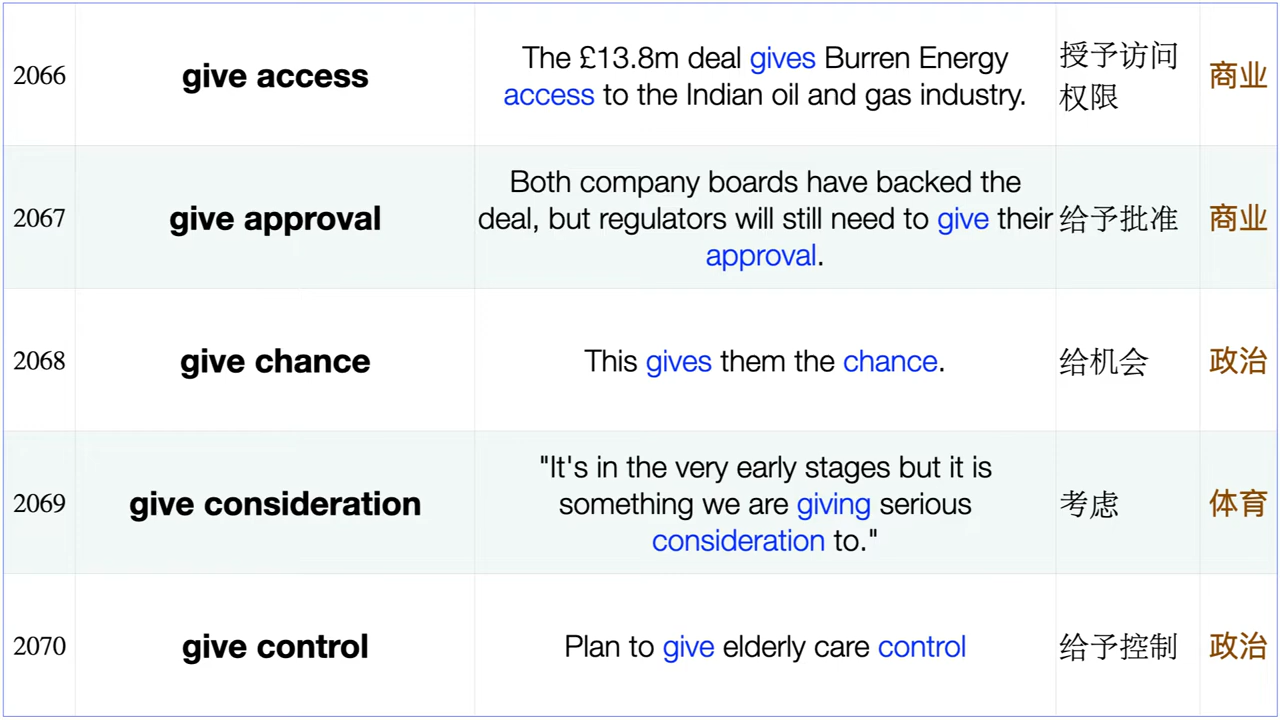 2066
give access
The £13.8m deal gives Burren Energy
access to the Indian oil and gas industry.
授予访问
权限
商业
2067
give approval
Both company boards have backed the
deal, but regulators will still need to give their
approval.
给予批准
商业
2068
give chance
This gives them the chance.
给机会
政治
2069
give consideration
"It's in the very early stages but it is
something we are giving serious
consideration to."
考虑
体育
2070
give control
Plan to give elderly care control
给予控制
政治